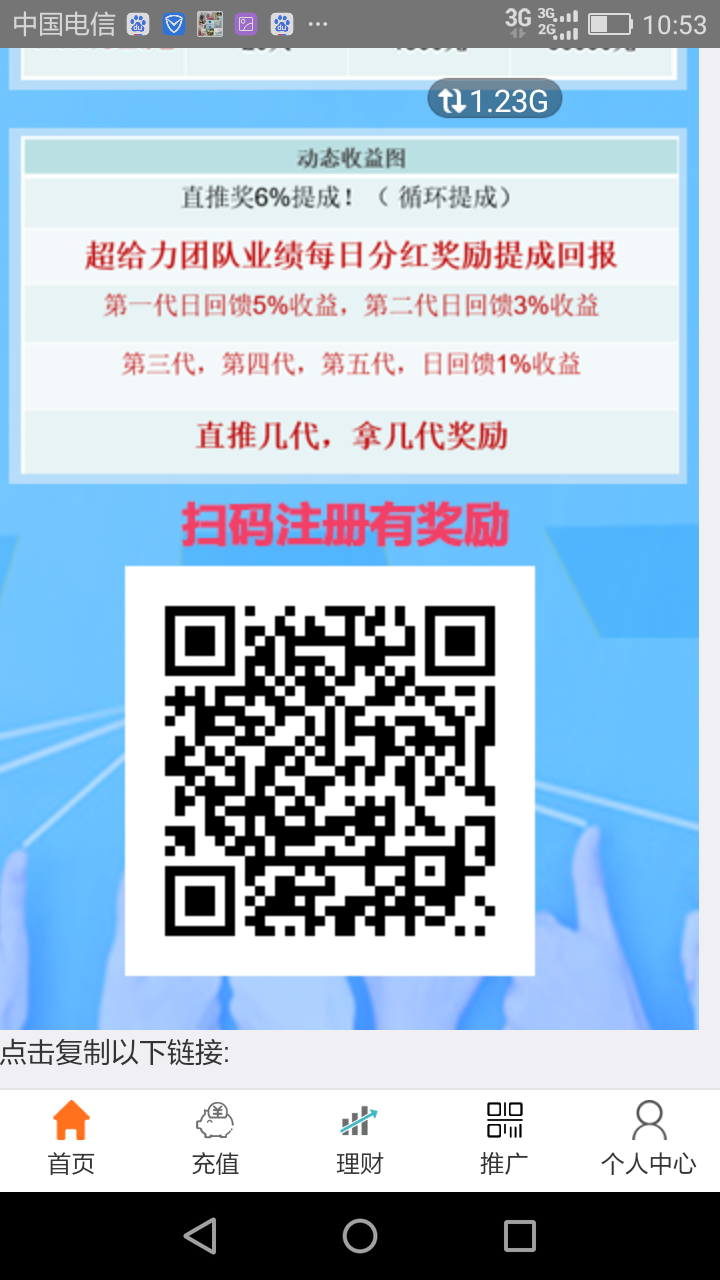 中国电信 ··· 3G 3G 2G 10:53
1.23G
动态收益图
直推奖6%提成！（ 循环提成）
超给力团队业绩每日分红奖励提成回报
第一代日回馈5%收益，第二代日回馈3%收益
第三代，第四代，第五代，日回馈1%收益
直推几代，拿几代奖励
扫码注册有奖励
点击复制以下链接:
首页 充值 理财 推广 个人中心